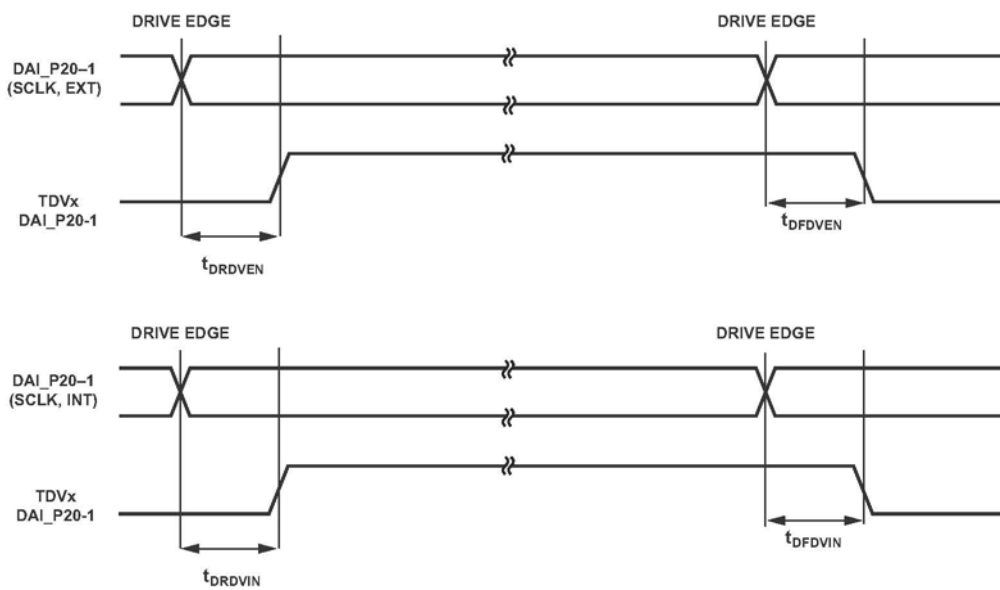 DRIVE EDGE DRIVE EDGE
DAI_P20–1
(SCLK, EXT)
TDVx
DAI_P20-1
tDFDVEN
tDRDVEN
DRIVE EDGE DRIVE EDGE
DAI_P20–1
(SCLK, INT)
TDVx
DAI_P20-1
tDFDVIN
tDRDVIN